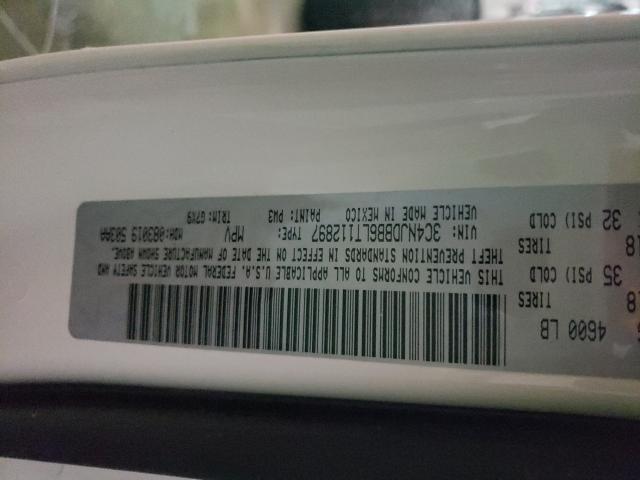 4600 LB
TIRES
35 PSI) COLD
TIRES
32 PSI) COLD
THIS VEHICLE CONFORMS TO ALL APPLICABLE U.S.A. FEDERAL MOTOR VEHICLE SAFETY AND
THEFT PREVENTION STANDARDS IN EFFECT ON THE DATE OF MANUFACTURE SHOWN ABOVE.
VIN: 3C4NJDBB6LT112897 TYPE: MPV MDH:083019 503AA
VEHICLE MADE IN MEXICO PAINT: PW3 TRIM: G7X9